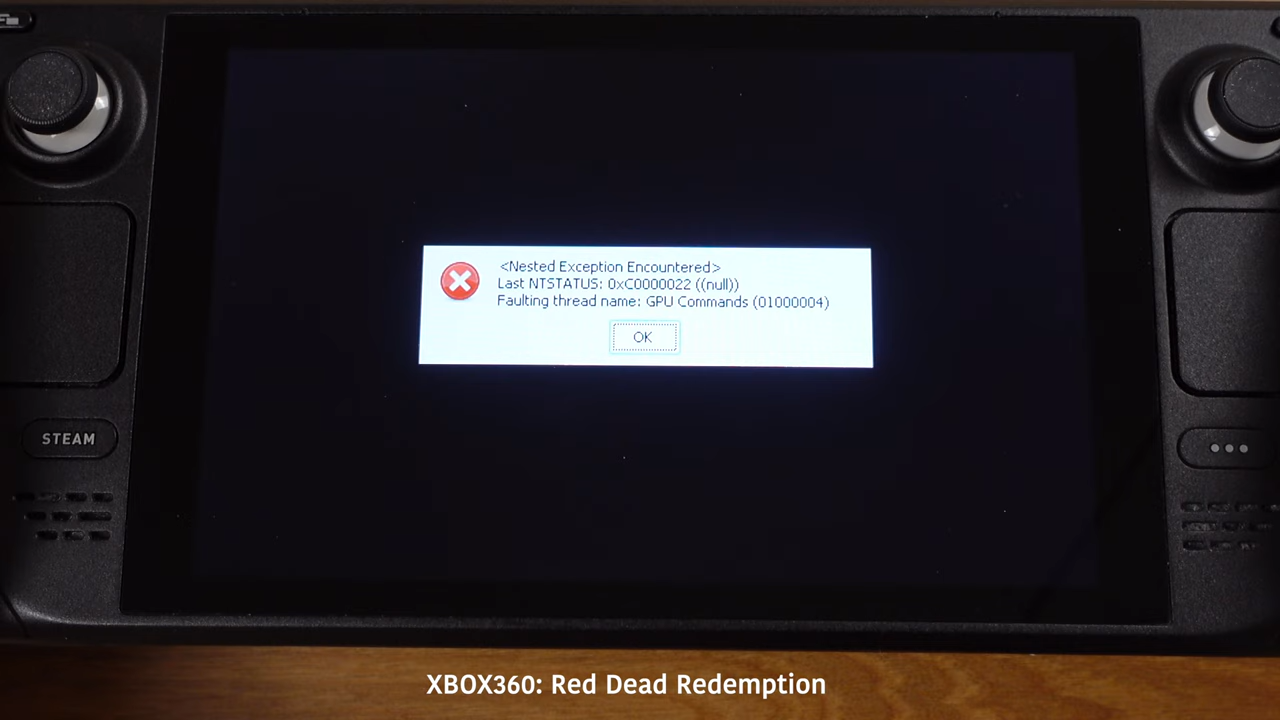 <Nested Exception Encountered>
Last NTSTATUS: 0xC0000022 ((null))
Faulting thread name: GPU Commands (01000004)
OK
STEAM
XBOX360: Red Dead Redemption